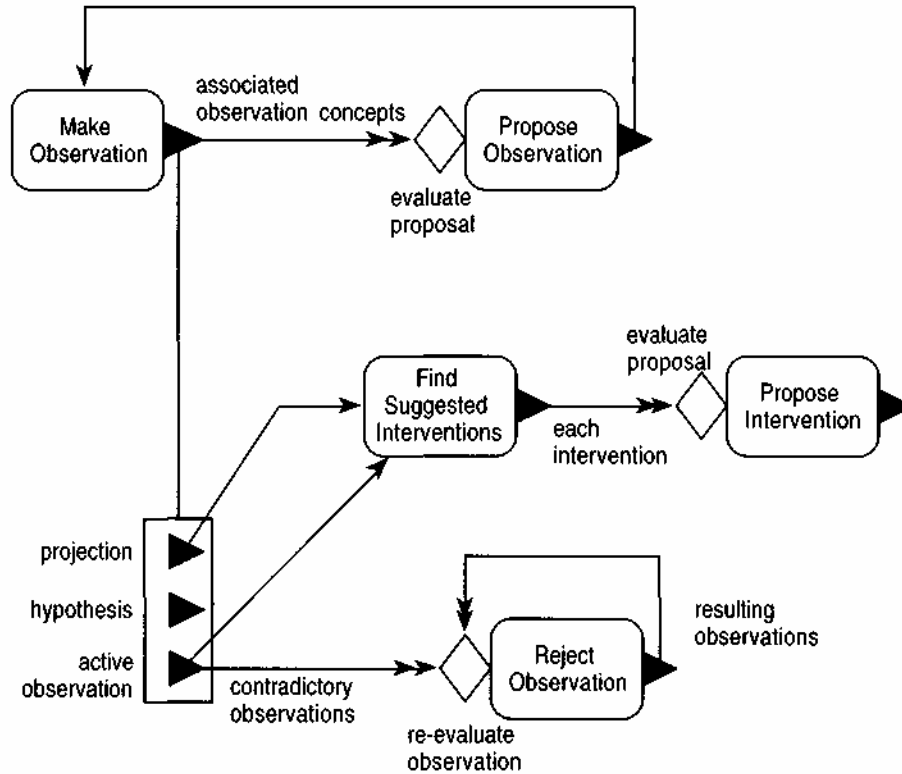 associated
observation concepts
Make
Observation
Propose
Observation
evaluate
proposal
evaluate
proposal
Find
Suggested
Interventions
Propose
Intervention
each
intervention
projection
hypothesis
active
observation
contradictory
observations
Reject
Observation
resulting
observations
re-evaluate
observation